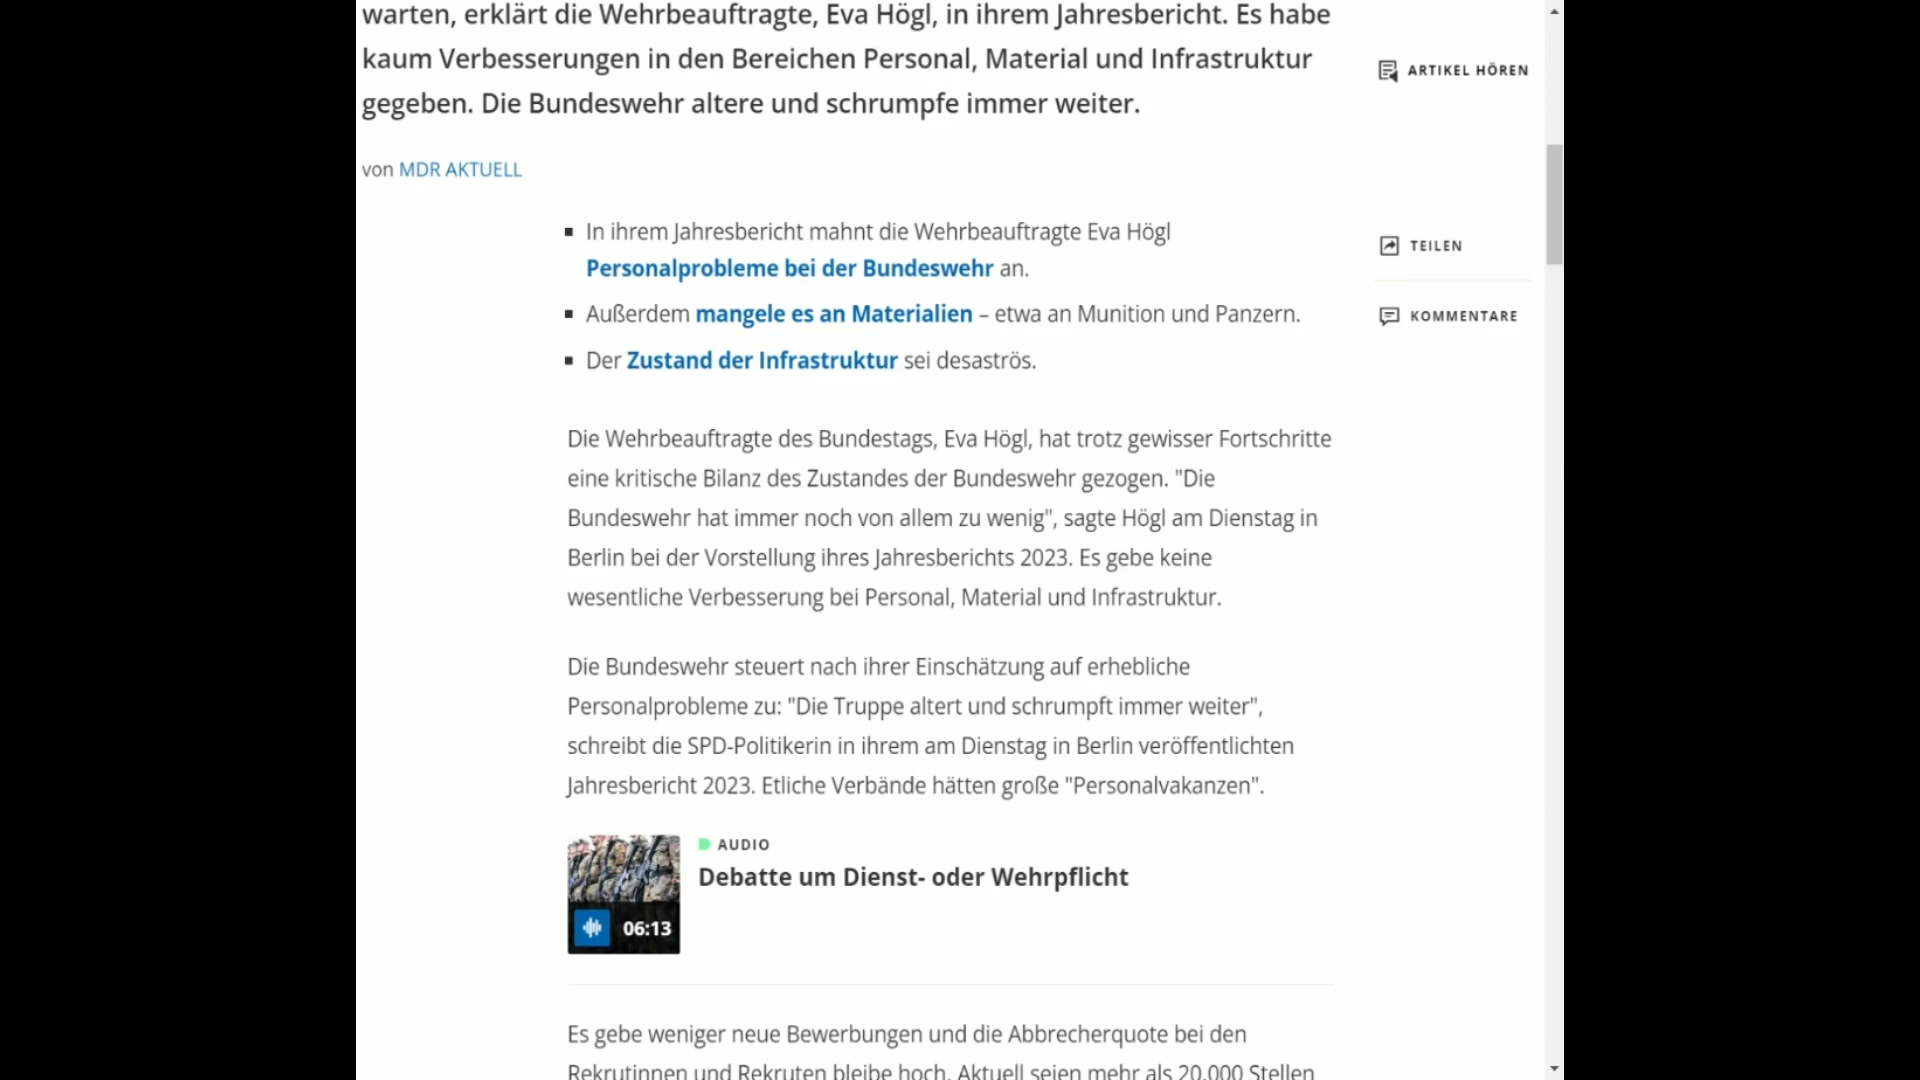 warten, erklärt die Wehrbeauftragte, Eva Högl, in ihrem Jahresbericht. Es habe
kaum Verbesserungen in den Bereichen Personal, Material und Infrastruktur
gegeben. Die Bundeswehr altere und schrumpfe immer weiter.
ARTIKEL HÖREN
von MDR AKTUELL
In ihrem Jahresbericht mahnt die Wehrbeauftragte Eva Högl
Personalprobleme bei der Bundeswehr an.
Außerdem mangele es an Materialien – etwa an Munition und Panzern.
Der Zustand der Infrastruktur sei desaströs.
TEILEN
KOMMENTARE
Die Wehrbeauftragte des Bundestags, Eva Högl, hat trotz gewisser Fortschritte
eine kritische Bilanz des Zustandes der Bundeswehr gezogen. "Die
Bundeswehr hat immer noch von allem zu wenig", sagte Högl am Dienstag in
Berlin bei der Vorstellung ihres Jahresberichts 2023. Es gebe keine
wesentliche Verbesserung bei Personal, Material und Infrastruktur.
Die Bundeswehr steuert nach ihrer Einschätzung auf erhebliche
Personalprobleme zu: "Die Truppe altert und schrumpft immer weiter",
schreibt die SPD-Politikerin in ihrem am Dienstag in Berlin veröffentlichten
Jahresbericht 2023. Etliche Verbände hätten große "Personalvakanzen".
AUDIO
Debatte um Dienst- oder Wehrpflicht
06:13
Es gebe weniger neue Bewerbungen und die Abbrecherquote bei den
Rekrutinnen und Rekruten bleibe hoch. Aktuell seien mehr als 20.000 Stellen